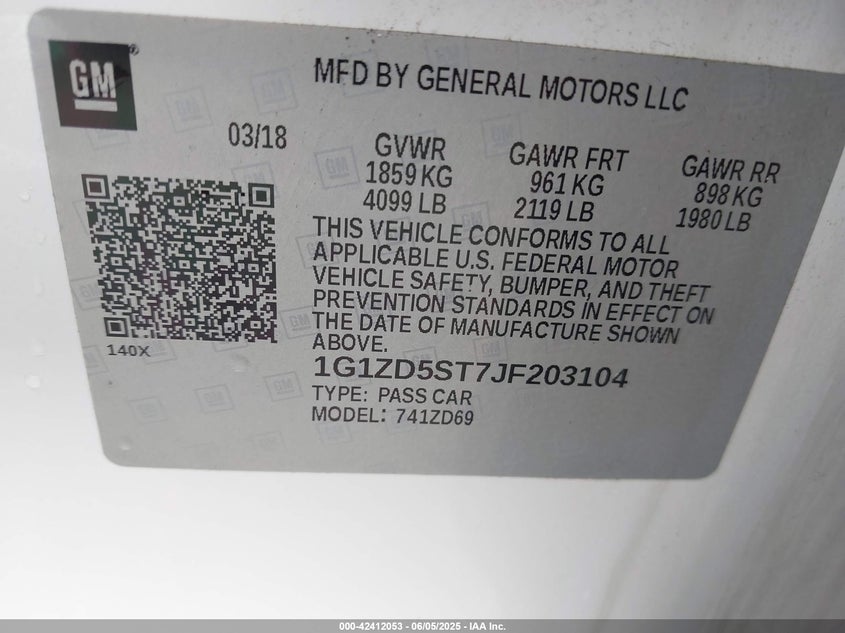 GM®
MFD BY GENERAL MOTORS LLC
03/18
GVWR
1859 KG
4099 LB
GAWR FRT
961 KG
2119 LB
GAWR RR
898 KG
1980 LB
THIS VEHICLE CONFORMS TO ALL
APPLICABLE U.S. FEDERAL MOTOR
VEHICLE SAFETY, BUMPER, AND THEFT
PREVENTION STANDARDS IN EFFECT ON
THE DATE OF MANUFACTURE SHOWN
ABOVE.
140X
1G1ZD5ST7JF203104
TYPE: PASS CAR
MODEL: 741ZD69
000-42412053 - 06/05/2025 - IAA Inc.